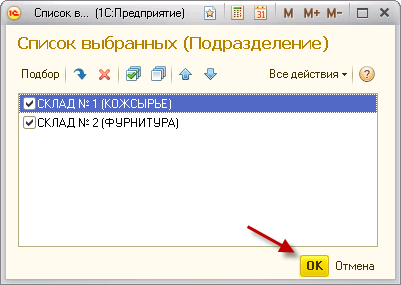 Список в... (1С:Предприятие) 31 M M+ M-
Список выбранных (Подразделение)
Подбор Все действия ?
СКЛАД № 1 (КОЖСЫРЬЕ)
СКЛАД № 2 (ФУРНИТУРА)
OK Отмена